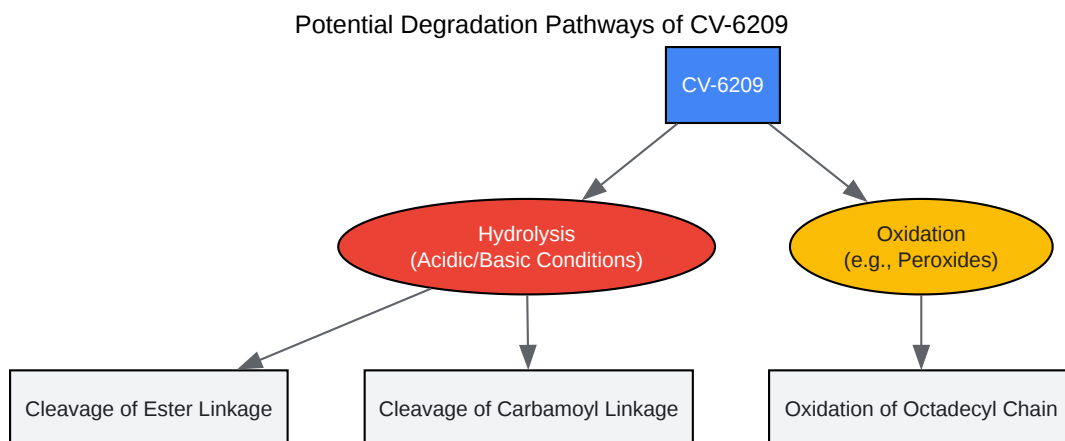 Potential Degradation Pathways of CV-6209
CV-6209
Hydrolysis
(Acidic/Basic Conditions)
Oxidation
(e.g., Peroxides)
Cleavage of Ester Linkage
Cleavage of Carbamoyl Linkage
Oxidation of Octadecyl Chain